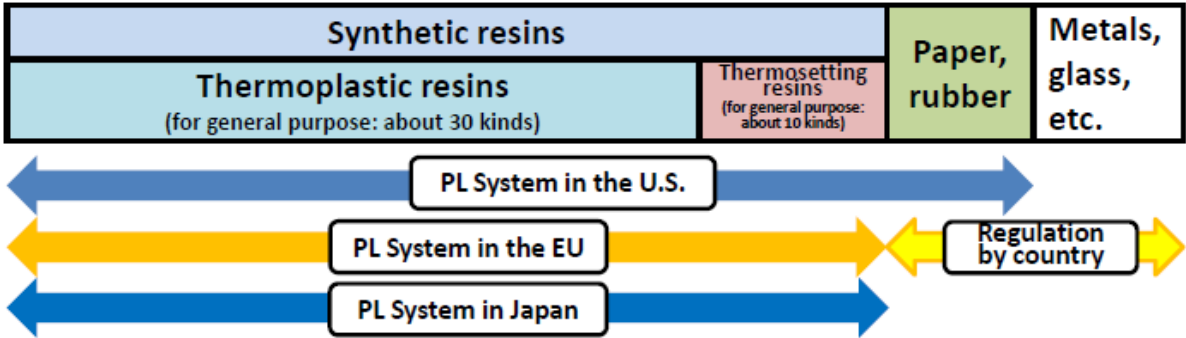 Synthetic resins
Thermoplastic resins
(for general purpose: about 30 kinds)
Thermosetting
resins
(for general purpose:
about 10 kinds)
Paper,
rubber
Metals,
glass,
etc.
PL System in the U.S.
PL System in the EU
Regulation
by country
PL System in Japan